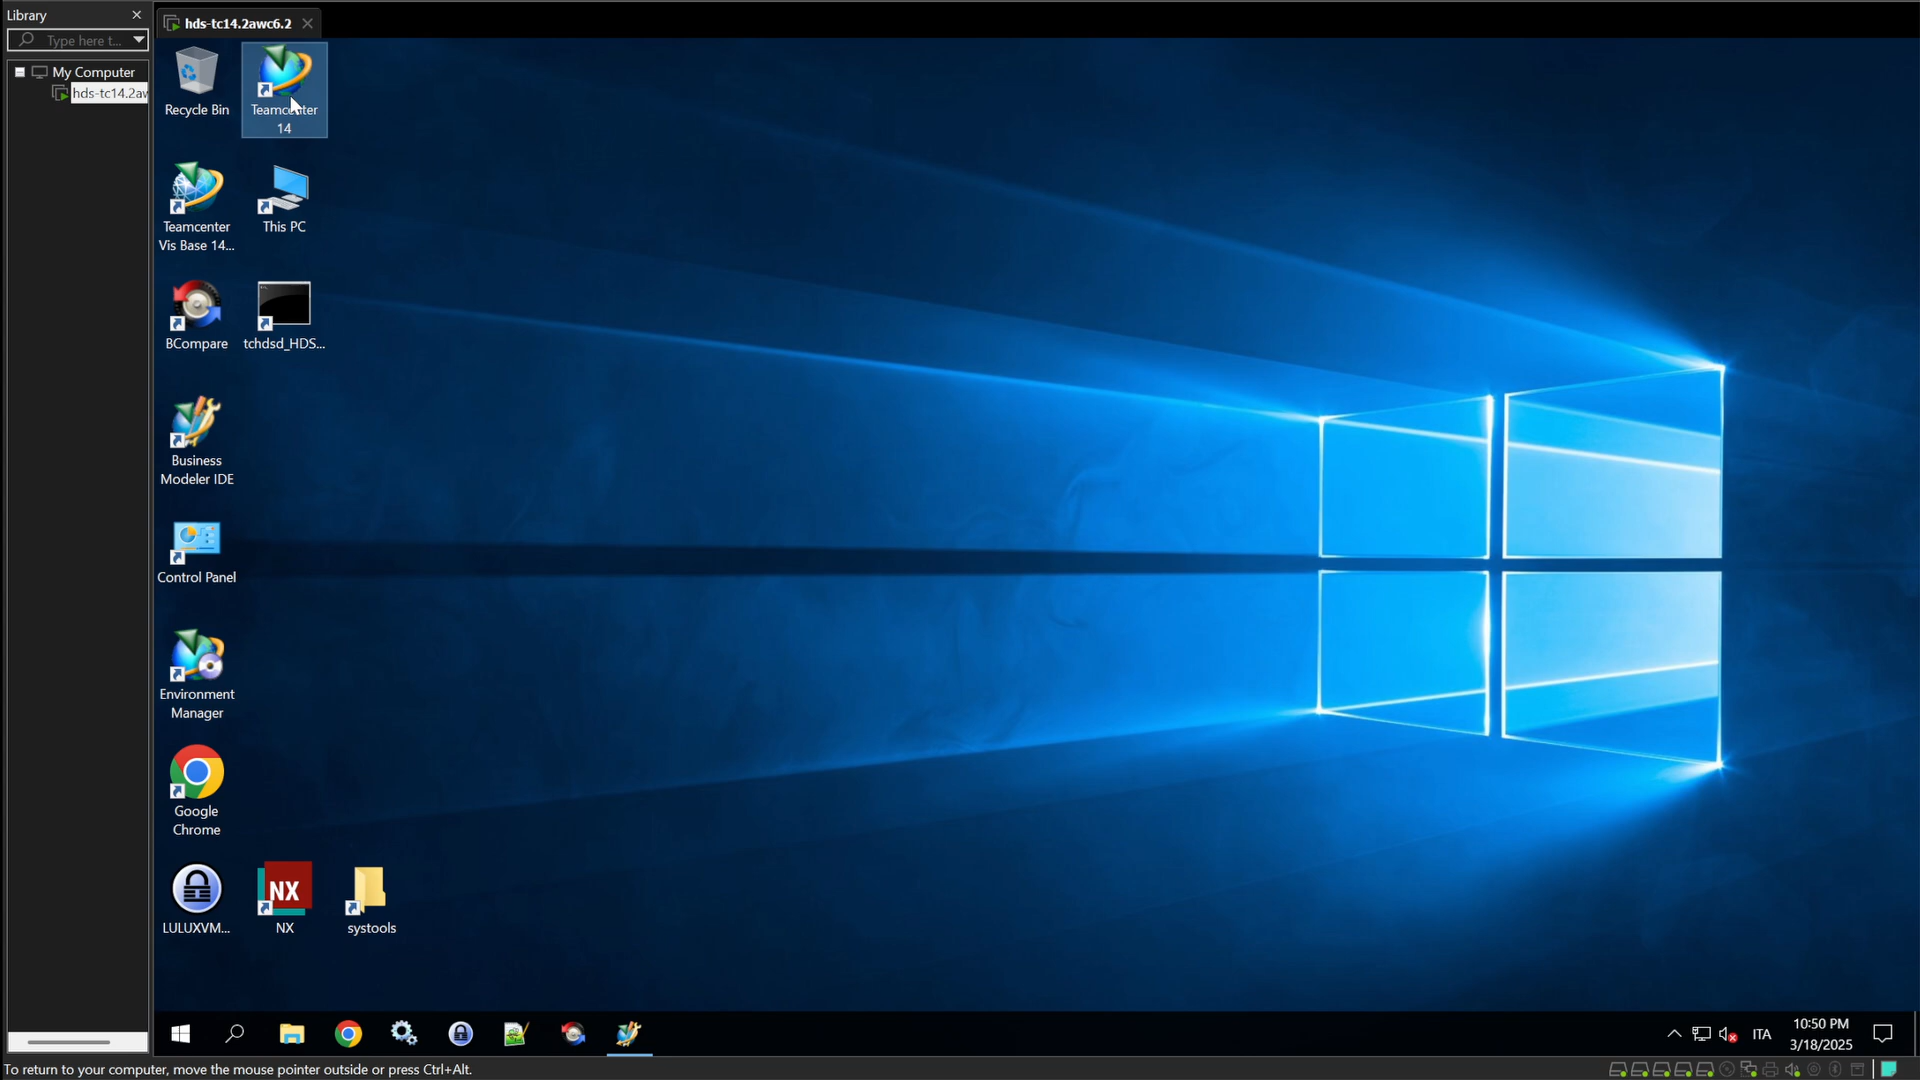 Library
hds-tc14.2awc6.2
Type here t...
My Computer
hds-tc14.2aw
Recycle Bin
Teamcenter
14
Teamcenter
Vis Base 14...
This PC
BCompare
tchdsd_HDS...
Business
Modeler IDE
Control Panel
Environment
Manager
Google
Chrome
LULUXVM...
NX
NX
systools
ITA
10:50 PM
3/18/2025
To return to your computer, move the mouse pointer outside or press Ctrl+Alt.